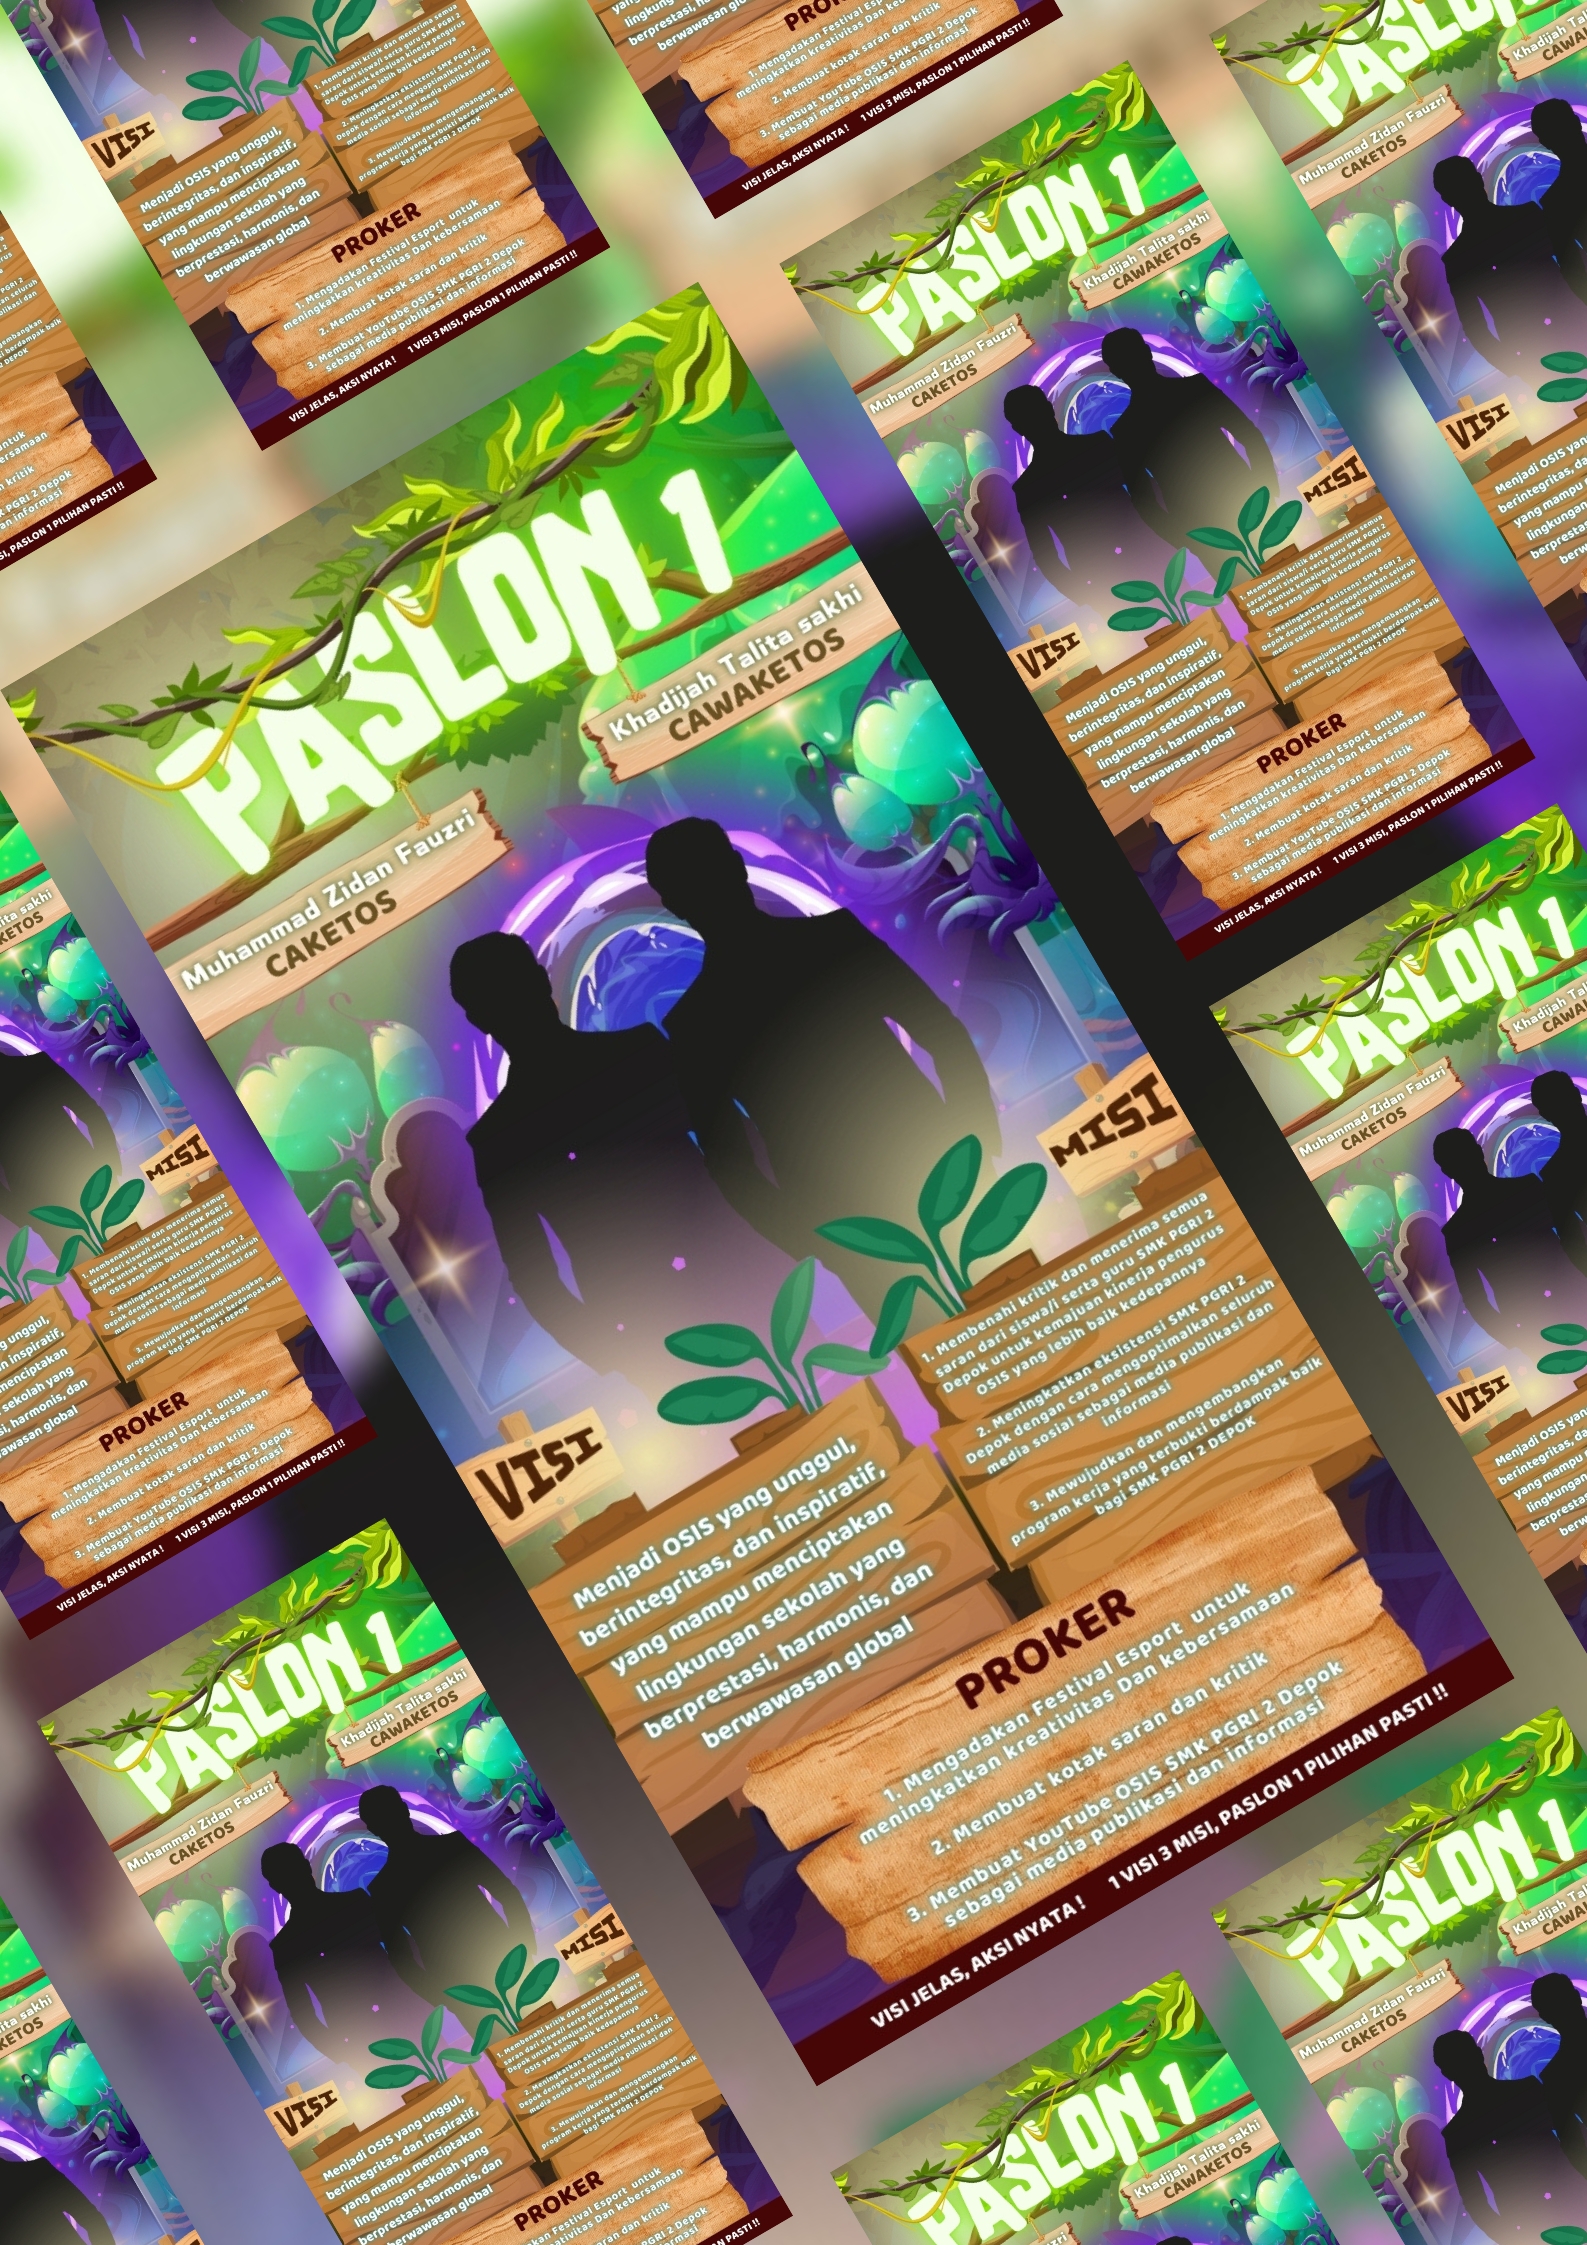 PASLON 1
Khadijah Talita sakhi
CAWAKETOS
Muhammad Zidan Fauzri
CAKETOS
MISI
1. Membenahi kritik dan menerima semua
saran dari siswa/i serta guru SMK PGRI 2
Depok untuk kemajuan kinerja pengurus
OSIS yang lebih baik kedepannya
2. Meningkatkan eksistensi SMK PGRI 2
Depok dengan cara mengoptimalkan seluruh
media sosial sebagai media publikasi dan
informasi
3. Mewujudkan dan mengembangkan
program kerja yang terbukti berdampak baik
bagi SMK PGRI 2 DEPOK
VISI
Menjadi OSIS yang unggul,
berintegritas, dan inspiratif,
yang mampu menciptakan
lingkungan sekolah yang
berprestasi, harmonis, dan
berwawasan global
PROKER
1. Mengadakan Festival Esport untuk
meningkatkan kreativitas Dan kebersamaan
2. Membuat kotak saran dan kritik
3. Membuat YouTube OSIS SMK PGRI 2 Depok
sebagai media publikasi dan informasi
VISI JELAS, AKSI NYATA ! 1 VISI 3 MISI, PASLON 1 PILIHAN PASTI !!